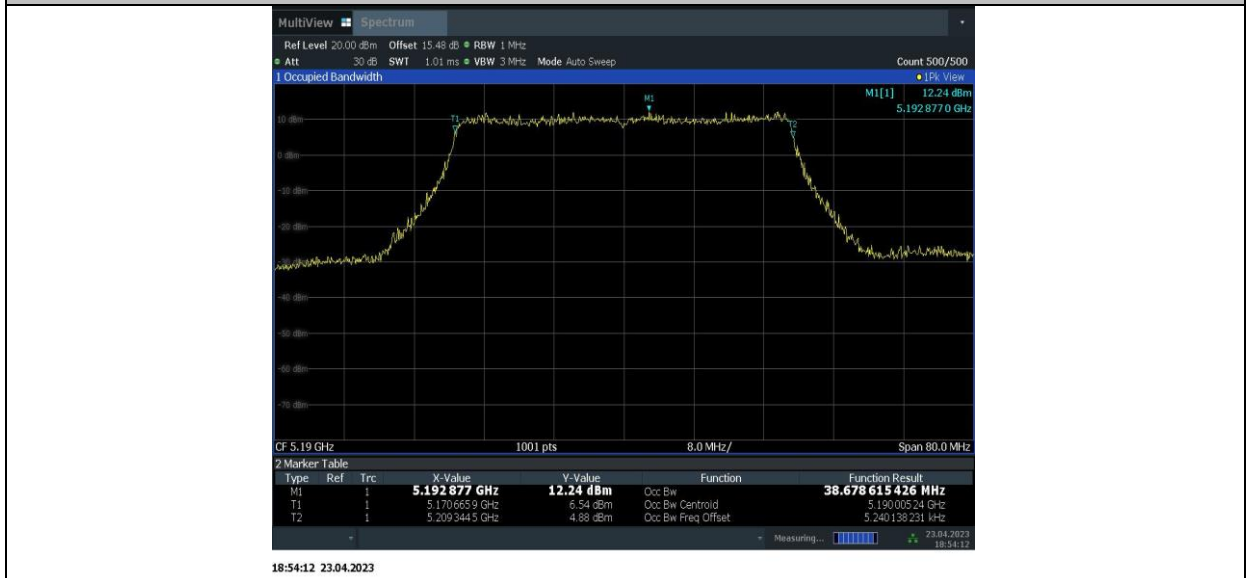 MultiView Spectrum
Ref Level 20.00 dBm Offset 15.48 dB RBW 1 MHz
Att 30 dB SWT 1.01 ms VBW 3 MHz Mode Auto Sweep Count 500/500
1 Occupied Bandwidth 1Pk View
M1[1] 12.24 dBm
5.192 877 0 GHz
M1
10 dBm
T1
T2
0 dBm
-10 dBm
-20 dBm
-30 dBm
-40 dBm
-50 dBm
-60 dBm
-70 dBm
CF 5.19 GHz 1001 pts 8.0 MHz/ Span 80.0 MHz
2 Marker Table
Type Ref Trc X-Value Y-Value Function Function Result
M1 1 5.192 877 GHz 12.24 dBm Occ Bw 38.678 615 426 MHz
T1 1 5.170 665 9 GHz 6.54 dBm Occ Bw Centroid 5.190 005 24 GHz
T2 1 5.209 344 5 GHz 4.88 dBm Occ Bw Freq Offset 5.240 138 231 kHz
Measuring... 23.04.2023
18:54:12
18:54:12 23.04.2023